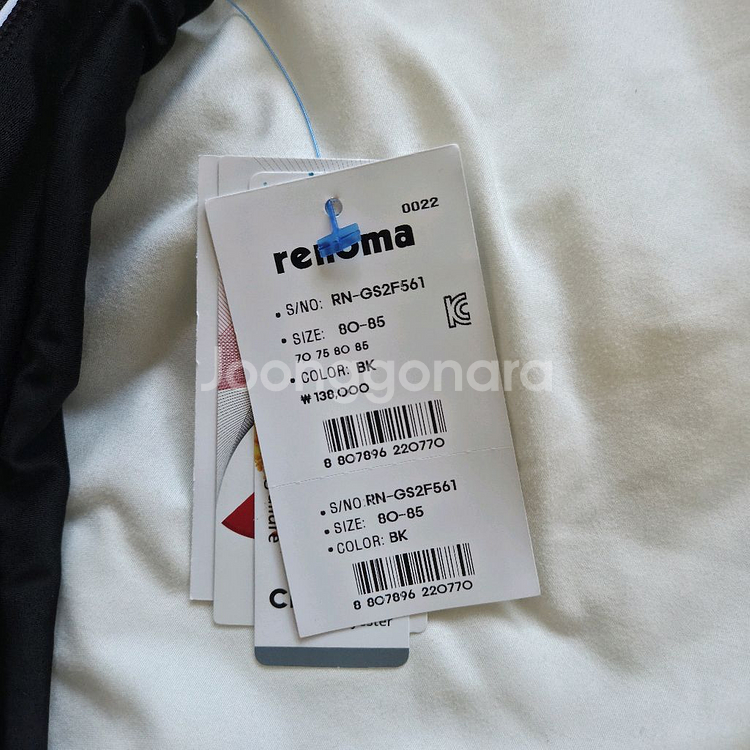 0022
renoma
• S/NO: RN-GS2F561
• SIZE: 80-85
70 75 80 85
• COLOR: BK
₩138,000
8 807896 220770
• S/NO: RN-GS2F561
• SIZE: 80-85
• COLOR: BK
8 807896 220770
Joonggonara